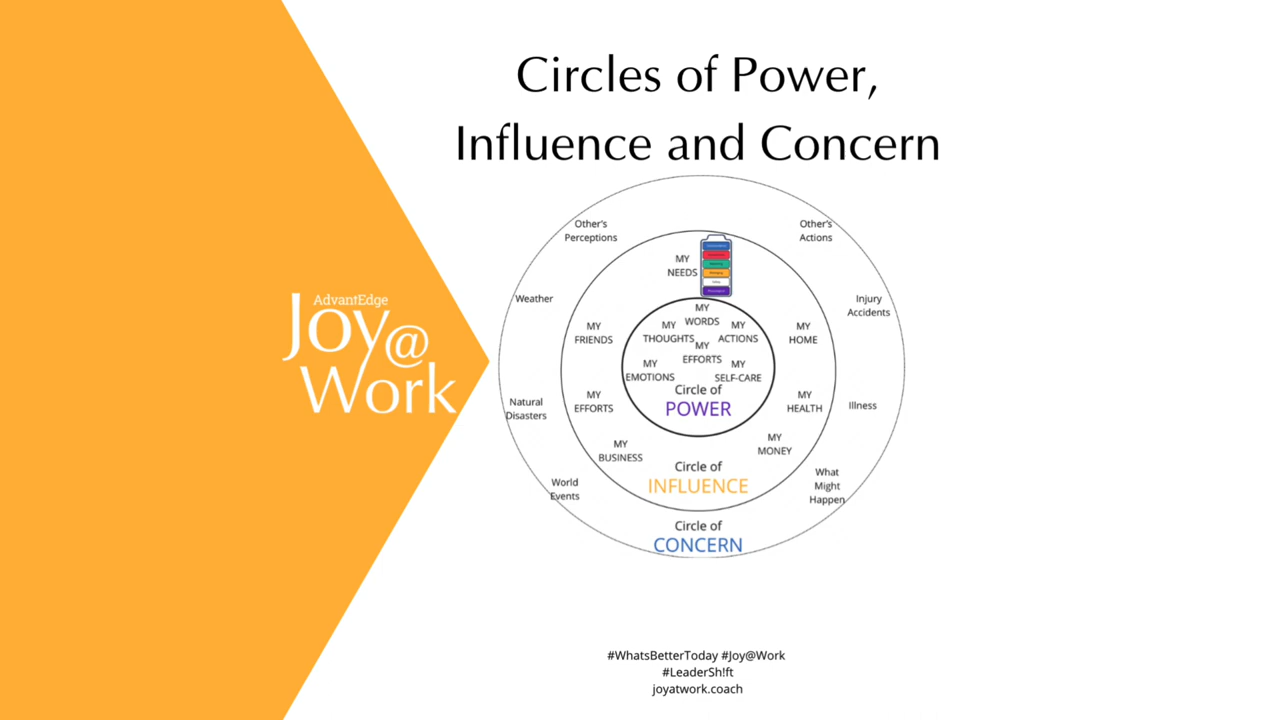 Circles of Power,
Influence and Concern
AdvantEdge
Joy@
Work
Other's
Perceptions
Other's
Actions
MY
NEEDS
Weather
Injury
Accidents
MY
WORDS
MY
THOUGHTS
MY
ACTIONS
MY
FRIENDS
MY
HOME
MY
EFFORTS
MY
EMOTIONS
MY
SELF-CARE
Circle of
POWER
Natural
Disasters
MY
EFFORTS
MY
HEALTH
Illness
MY
BUSINESS
MY
MONEY
Circle of
INFLUENCE
World
Events
What
Might
Happen
Circle of
CONCERN
#WhatsBetterToday #Joy@Work
#LeaderSh!ft
joyatwork.coach